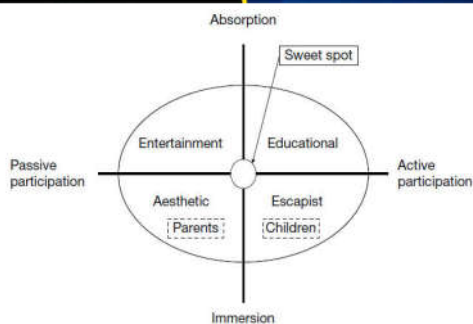 Absorption
Sweet spot
Entertainment Educational
Passive
participation
Active
participation
Aesthetic Escapist
Parents Children
Immersion